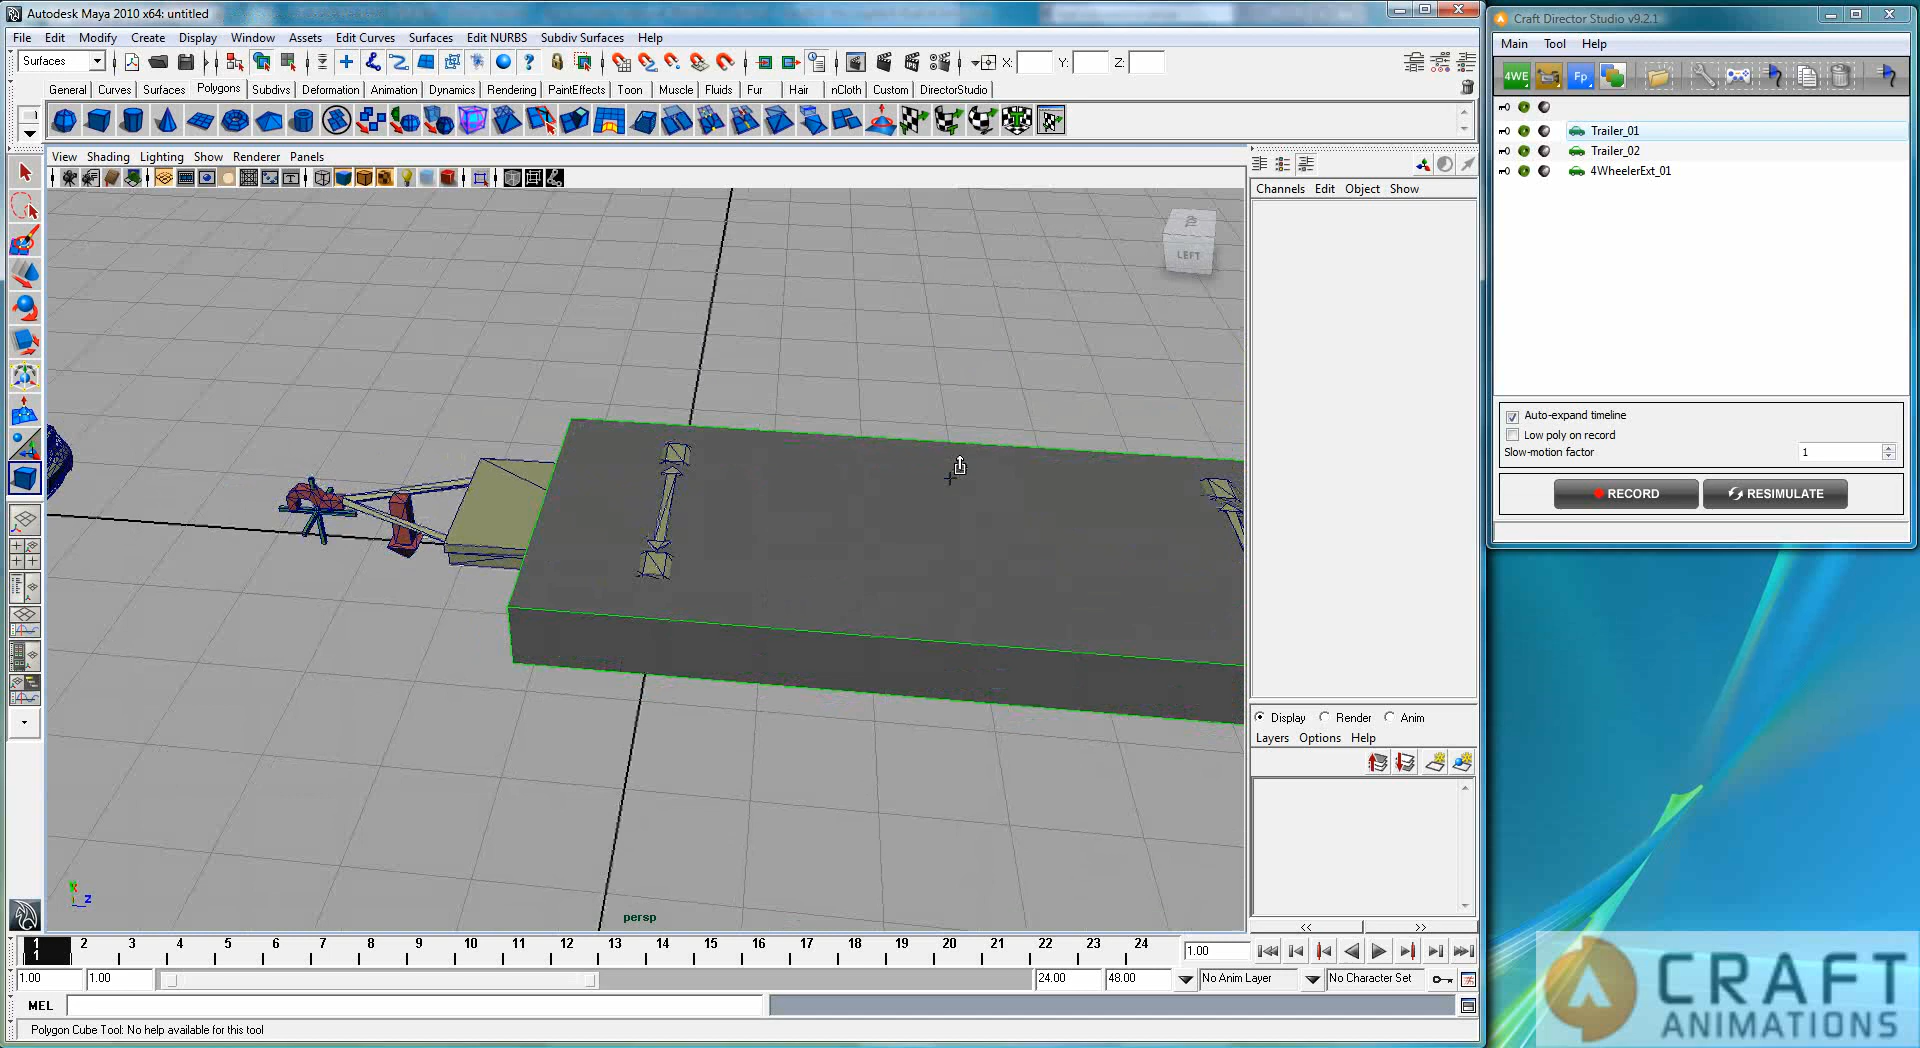 Autodesk Maya 2010 x64: untitled
File Edit Modify Create Display Window Assets Edit Curves Surfaces Edit NURBS Subdiv Surfaces Help
Surfaces X: Y: Z:
General Curves Surfaces Polygons Subdivs Deformation Animation Dynamics Rendering PaintEffects Toon Muscle Fluids Fur Hair nCloth Custom DirectorStudio
View Shading Lighting Show Renderer Panels
LEFT
persp
z
Channels Edit Object Show
Display Render Anim
Layers Options Help
<< >>
1 2 3 4 5 6 7 8 9 10 11 12 13 14 15 16 17 18 19 20 21 22 23 24
1
1.00
1.00 1.00 24.00 48.00 No Anim Layer No Character Set
MEL
Polygon Cube Tool: No help available for this tool
Craft Director Studio v9.2.1
Main Tool Help
4WE Fp
Trailer_01
Trailer_02
4WheelerExt_01
Auto-expand timeline
Low poly on record
Slow-motion factor 1
RECORD RESIMULATE
CRAFT
ANIMATIONS